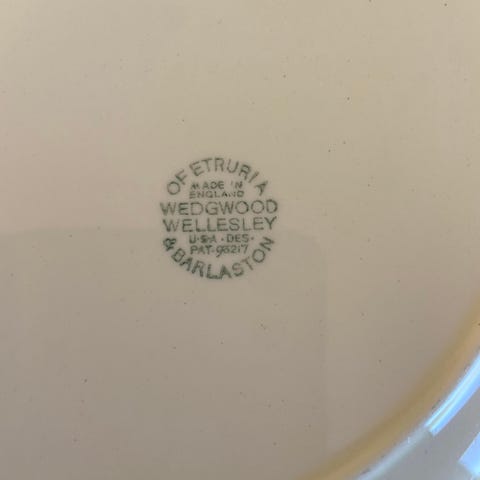 OF ETRURIA
MADE IN
ENGLAND
WEDGWOOD
WELLESLEY
U·S·A·DES·
PAT·98217
& BARLASTON